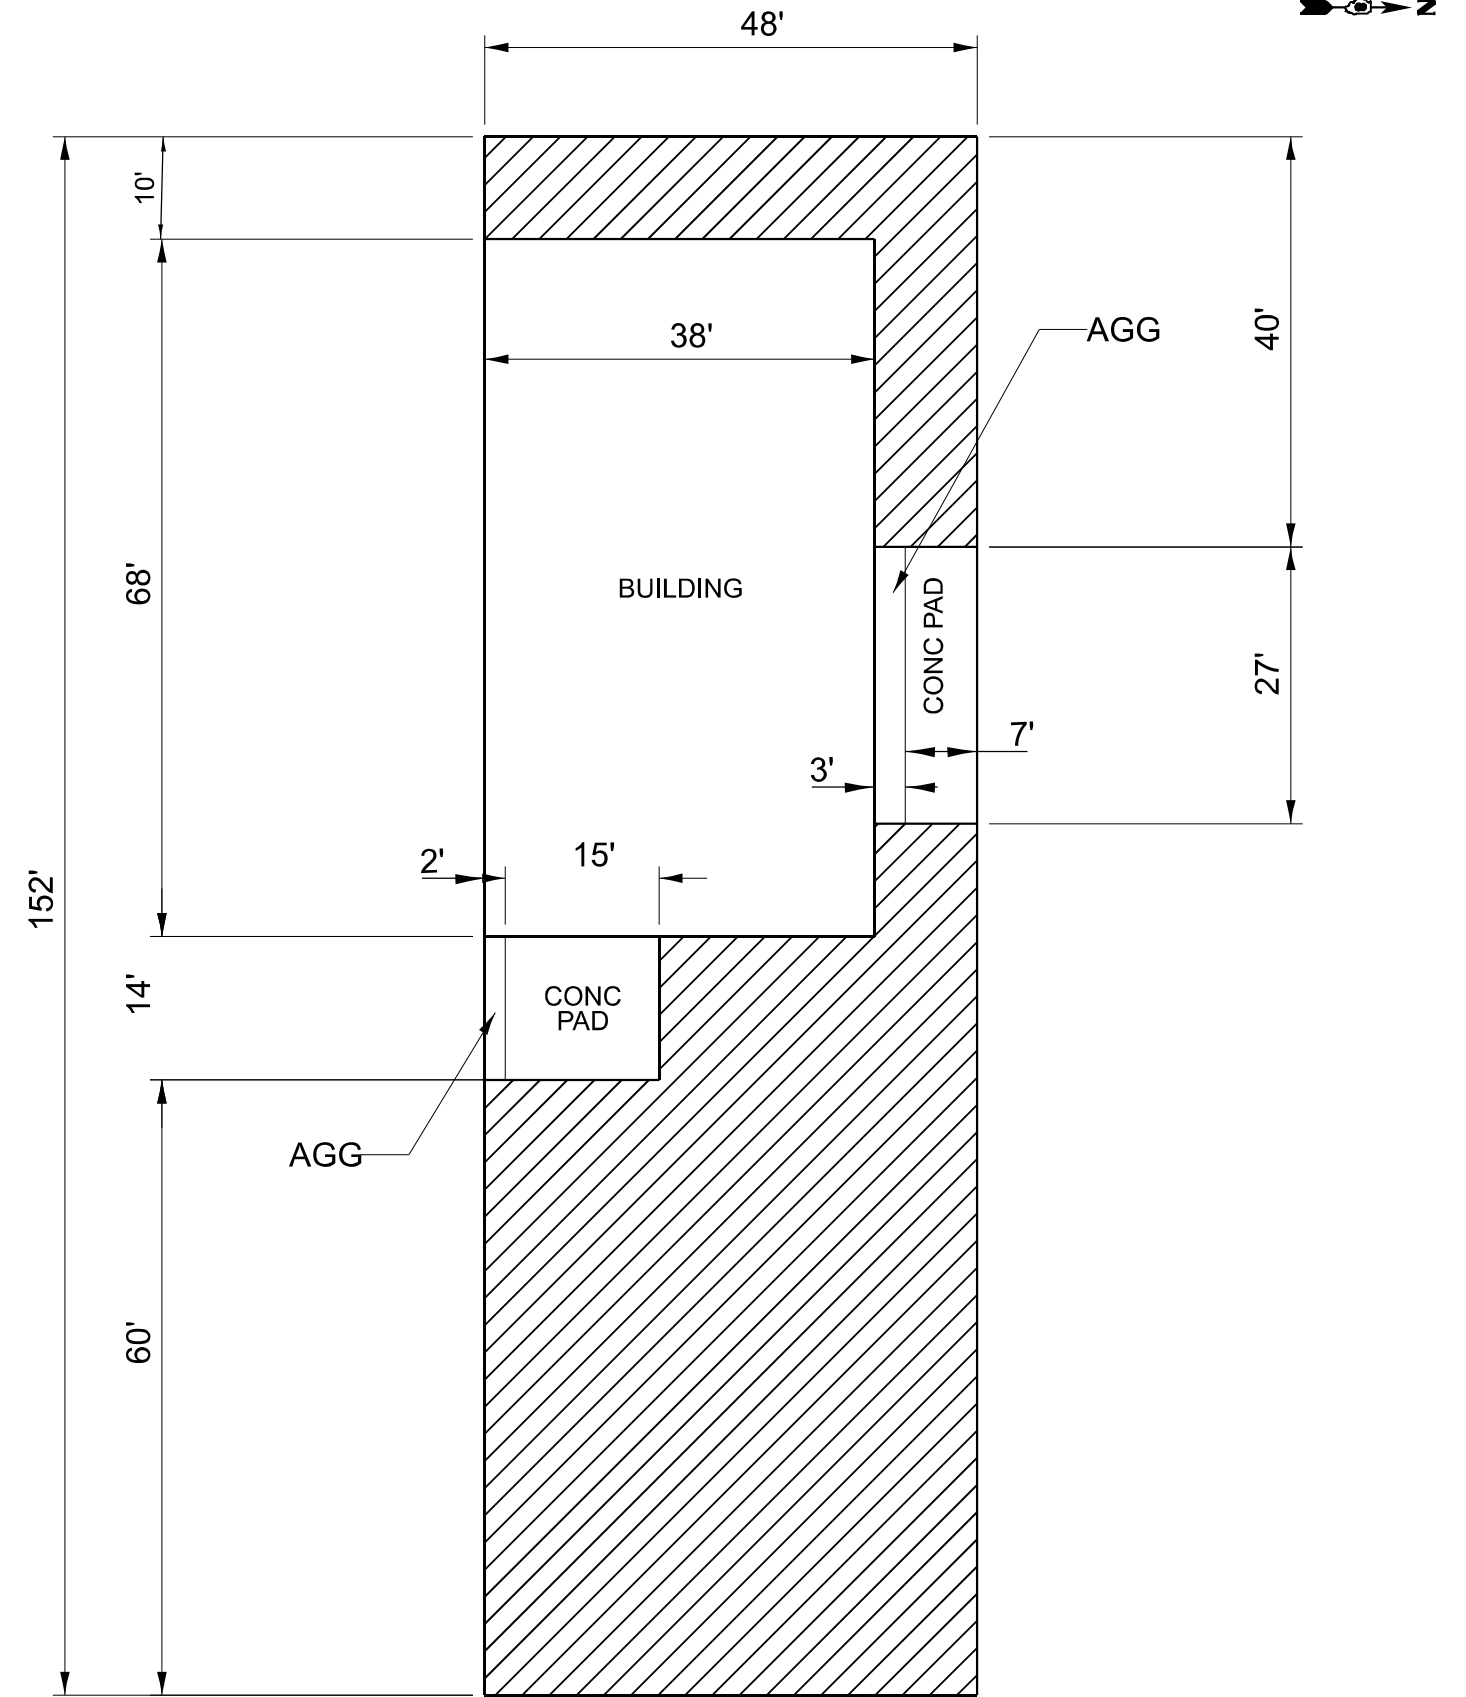 N
48'
10'
40'
38'
AGG
68'
BUILDING
CONC PAD
27'
7'
3'
2'
15'
152'
14'
CONC
PAD
AGG
60'